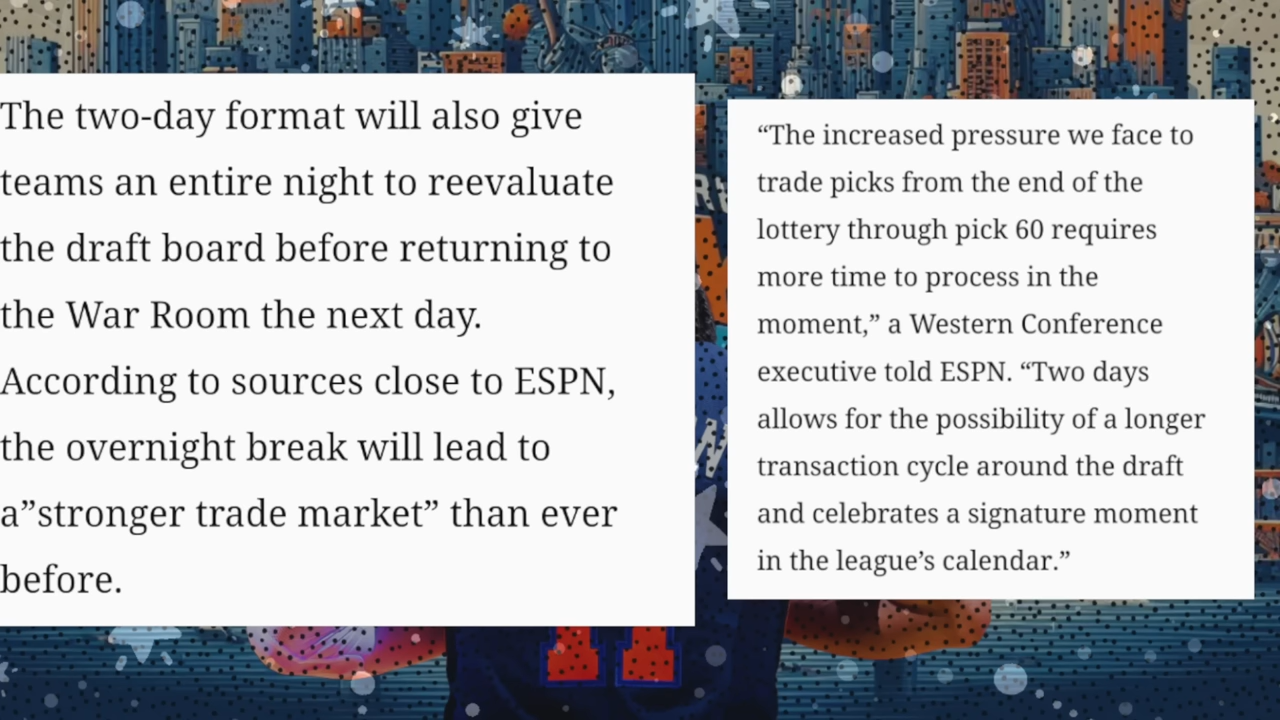 The two-day format will also give
teams an entire night to reevaluate
the draft board before returning to
the War Room the next day.
According to sources close to ESPN,
the overnight break will lead to
a”stronger trade market” than ever
before.
“The increased pressure we face to
trade picks from the end of the
lottery through pick 60 requires
more time to process in the
moment,” a Western Conference
executive told ESPN. “Two days
allows for the possibility of a longer
transaction cycle around the draft
and celebrates a signature moment
in the league’s calendar.”